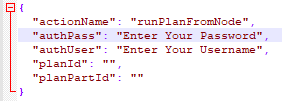 {
"actionName": "runPlanFromNode",
"authPass": "Enter Your Password",
"authUser": "Enter Your Username",
"planId": "",
"planPartId": ""
}